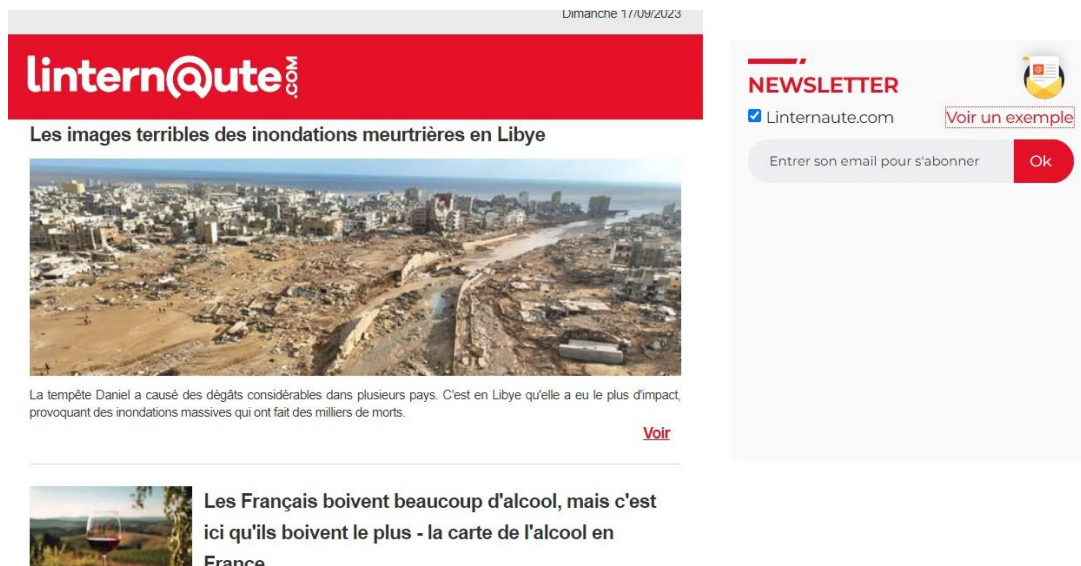 Dimanche 17/09/2023
lintern@ute.COM
Les images terribles des inondations meurtrières en Libye
La tempête Daniel a causé des dégâts considérables dans plusieurs pays. C'est en Libye qu'elle a eu le plus d'impact,
provoquant des inondations massives qui ont fait des milliers de morts.
Voir
Les Français boivent beaucoup d'alcool, mais c'est
ici qu'ils boivent le plus - la carte de l'alcool en
France
NEWSLETTER
Linternaute.com Voir un exemple
Entrer son email pour s'abonner Ok